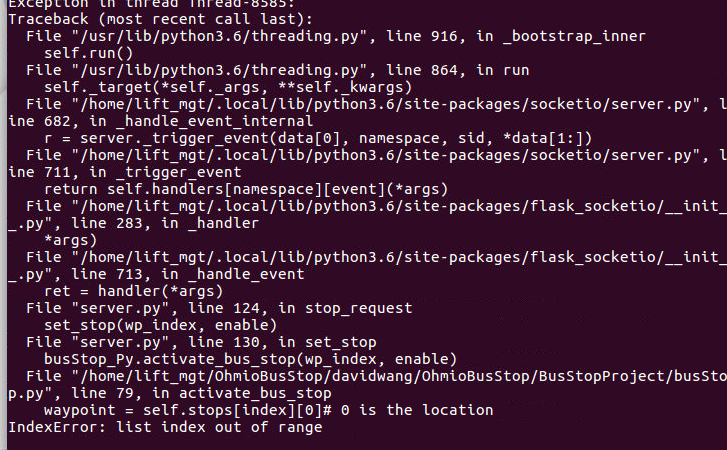 Exception in thread Thread-8585:
Traceback (most recent call last):
  File "/usr/lib/python3.6/threading.py", line 916, in _bootstrap_inner
    self.run()
  File "/usr/lib/python3.6/threading.py", line 864, in run
    self._target(*self._args, **self._kwargs)
  File "/home/lift_mgt/.local/lib/python3.6/site-packages/socketio/server.py", l
ine 682, in _handle_event_internal
    r = server._trigger_event(data[0], namespace, sid, *data[1:])
  File "/home/lift_mgt/.local/lib/python3.6/site-packages/socketio/server.py", l
ine 711, in _trigger_event
    return self.handlers[namespace][event](*args)
  File "/home/lift_mgt/.local/lib/python3.6/site-packages/flask_socketio/__init_
_.py", line 283, in _handler
    *args)
  File "/home/lift_mgt/.local/lib/python3.6/site-packages/flask_socketio/__init_
_.py", line 713, in _handle_event
    ret = handler(*args)
  File "server.py", line 124, in stop_request
    set_stop(wp_index, enable)
  File "server.py", line 130, in set_stop
    busStop_Py.activate_bus_stop(wp_index, enable)
  File "/home/lift_mgt/OhmioBusStop/davidwang/OhmioBusStop/BusStopProject/busSto
p.py", line 79, in activate_bus_stop
    waypoint = self.stops[index][0]# 0 is the location
IndexError: list index out of range